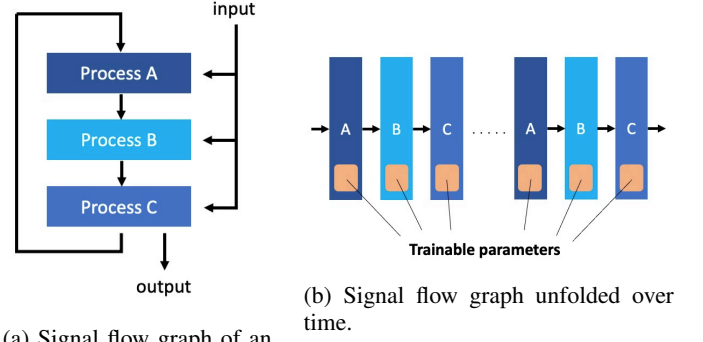 input
Process A
Process B
Process C
output
(a) Signal flow graph of an
A B C ..... A B C
Trainable parameters
(b) Signal flow graph unfolded over
time.